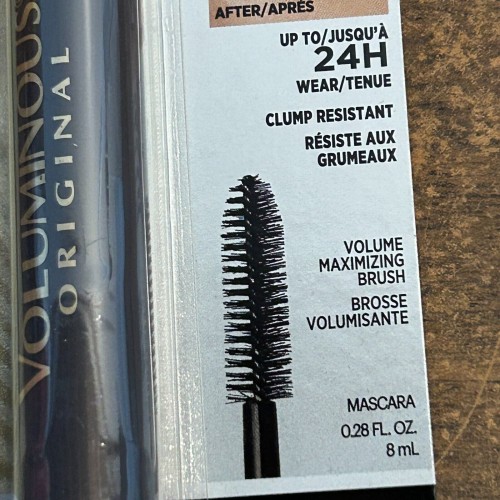 VOLUMINOUS
ORIGINAL
AFTER/APRÈS
UP TO/JUSQU'À
24H
WEAR/TENUE
CLUMP RESISTANT
RÉSISTE AUX
GRUMEAUX
VOLUME
MAXIMIZING
BRUSH
BROSSE
VOLUMISANTE
MASCARA
0.28 FL. OZ.
8 mL